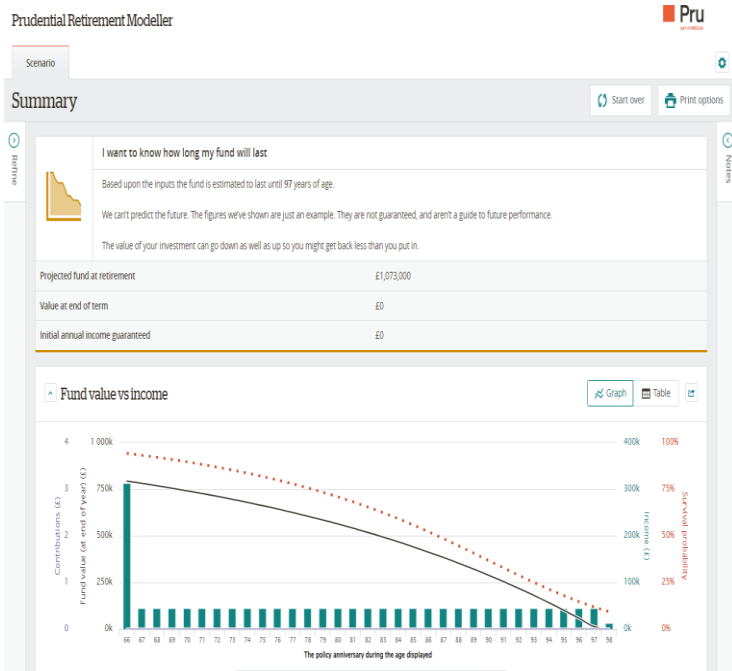 Prudential Retirement Modeller
Pru
part of M&G plc
Scenario
Summary
Start over
Print options
Refine
Notes
I want to know how long my fund will last
Based upon the inputs the fund is estimated to last until 97 years of age.
We can't predict the future. The figures we've shown are just an example. They are not guaranteed, and aren't a guide to future performance.
The value of your investment can go down as well as up so you might get back less than you put in.
Projected fund at retirement £1,073,000
Value at end of term £0
Initial annual income guaranteed £0
Fund value vs income
Graph
Table
4 1 000k 400k 100%
3 750k 300k 75%
2 500k 200k 50%
1 250k 100k 25%
0 0k 0k 0%
Contributions (£)
Fund value (at end of year) (£)
Income (£)
Survival probability
66 67 68 69 70 71 72 73 74 75 76 77 78 79 80 81 82 83 84 85 86 87 88 89 90 91 92 93 94 95 96 97 98
The policy anniversary during the age displayed